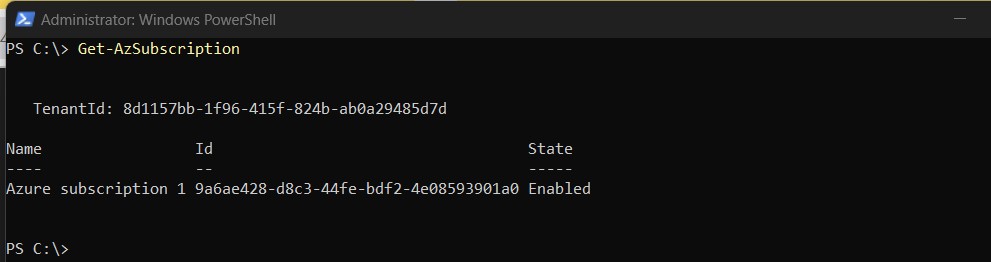 Administrator: Windows PowerShell
PS C:\> Get-AzSubscription
TenantId: 8d1157bb-1f96-415f-824b-ab0a29485d7d
Name Id State
---- -- -----
Azure subscription 1 9a6ae428-d8c3-44fe-bdf2-4e08593901a0 Enabled
PS C:\>